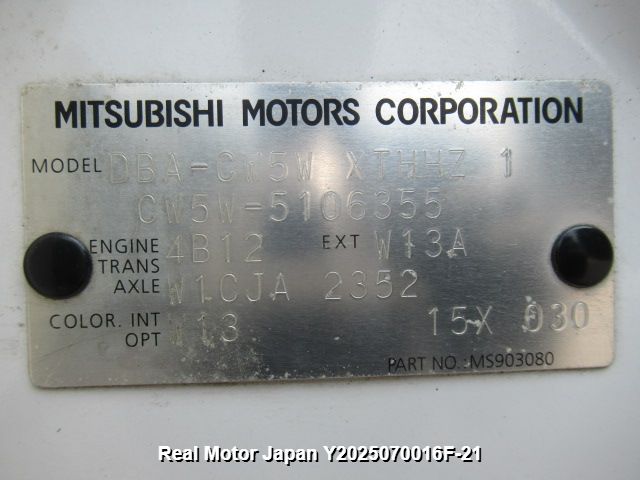 MITSUBISHI MOTORS CORPORATION
MODEL DBA-CW5W XTHHZ 1
CW5W-5106355
ENGINE 4B12 EXT W13A
TRANS
AXLE W1CJA 2352
COLOR. INT W13 15X 030
OPT
PART NO. :MS903080
Real Motor Japan Y2025070016F-21